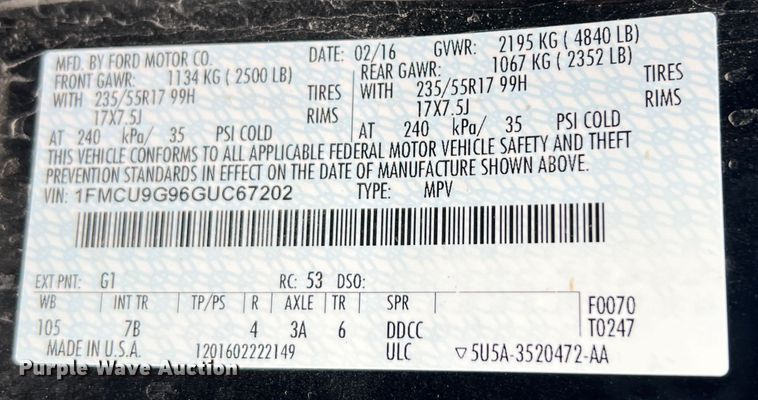 MFD. BY FORD MOTOR CO. DATE: 02/16 GVWR: 2195 KG ( 4840 LB)
FRONT GAWR: 1134 KG ( 2500 LB) REAR GAWR: 1067 KG ( 2352 LB)
WITH 235/55R17 99H TIRES WITH 235/55R17 99H TIRES
17X7.5J RIMS 17X7.5J RIMS
AT 240 kPa/ 35 PSI COLD AT 240 kPa/ 35 PSI COLD
THIS VEHICLE CONFORMS TO ALL APPLICABLE FEDERAL MOTOR VEHICLE SAFETY AND THEFT
PREVENTION STANDARDS IN EFFECT ON THE DATE OF MANUFACTURE SHOWN ABOVE.
VIN: 1FMCU9G96GUC67202 TYPE: MPV
EXT PNT: G1 RC: 53 DSO:
WB INT TR TP/PS R AXLE TR SPR F0070
105 7B 4 3A 6 DDCC T0247
MADE IN U.S.A. 1201602222149 ULC ▽5U5A-3520472-AA
Purple Wave Auction